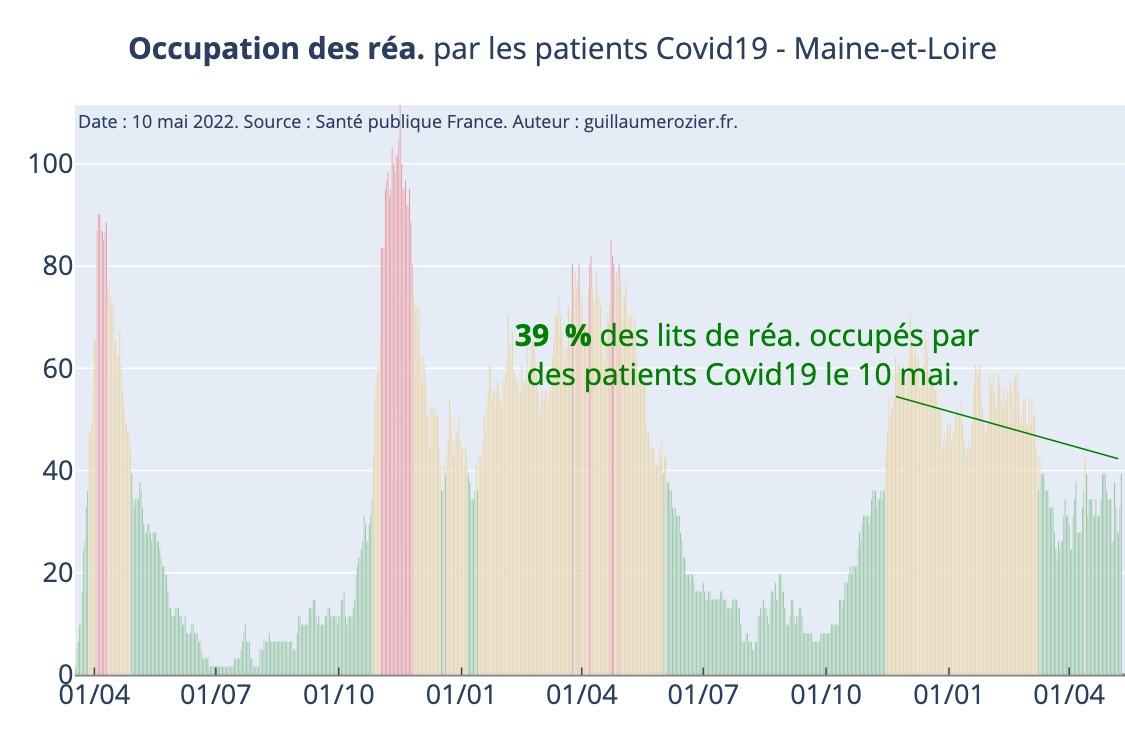 Occupation des réa. par les patients Covid19 - Maine-et-Loire
Date : 10 mai 2022. Source : Santé publique France. Auteur : guillaumerozier.fr.
100
80
39  % des lits de réa. occupés par
des patients Covid19 le 10 mai.
60
40
20
0
01/04 01/07 01/10 01/01 01/04 01/07 01/10 01/01 01/04